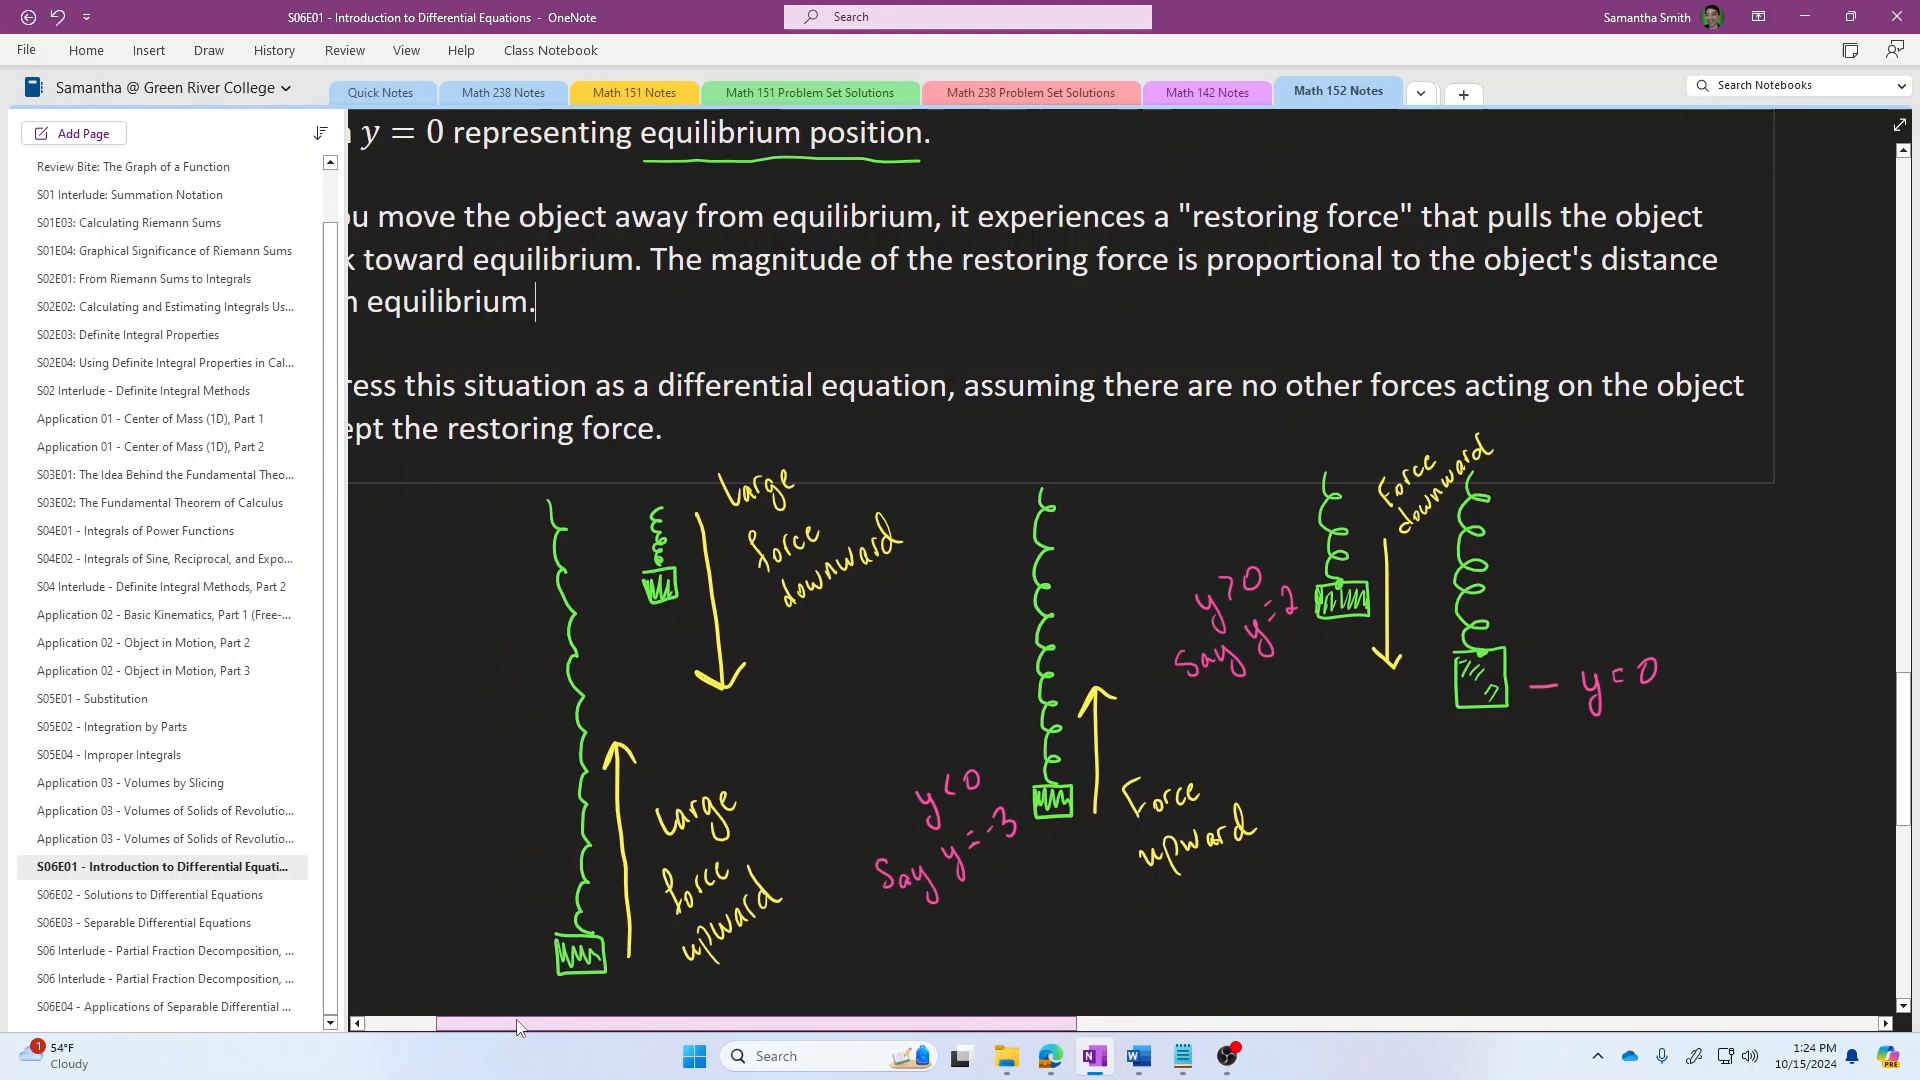 S06E01 - Introduction to Differential Equations - OneNote
Search
Samantha Smith
File Home Insert Draw History Review View Help Class Notebook
Samantha @ Green River College
Quick Notes Math 238 Notes Math 151 Notes Math 151 Problem Set Solutions Math 238 Problem Set Solutions Math 142 Notes Math 152 Notes
Search Notebooks
Add Page
Review Bite: The Graph of a Function
S01 Interlude: Summation Notation
S01E03: Calculating Riemann Sums
S01E04: Graphical Significance of Riemann Sums
S02E01: From Riemann Sums to Integrals
S02E02: Calculating and Estimating Integrals Us...
S02E03: Definite Integral Properties
S02E04: Using Definite Integral Properties in Cal...
S02 Interlude - Definite Integral Methods
Application 01 - Center of Mass (1D), Part 1
Application 01 - Center of Mass (1D), Part 2
S03E01: The Idea Behind the Fundamental Theo...
S03E02: The Fundamental Theorem of Calculus
S04E01 - Integrals of Power Functions
S04E02 - Integrals of Sine, Reciprocal, and Expo...
S04 Interlude - Definite Integral Methods, Part 2
Application 02 - Basic Kinematics, Part 1 (Free-...
Application 02 - Object in Motion, Part 2
Application 02 - Object in Motion, Part 3
S05E01 - Substitution
S05E02 - Integration by Parts
S05E04 - Improper Integrals
Application 03 - Volumes by Slicing
Application 03 - Volumes of Solids of Revolutio...
Application 03 - Volumes of Solids of Revolutio...
S06E01 - Introduction to Differential Equati...
S06E02 - Solutions to Differential Equations
S06E03 - Separable Differential Equations
S06 Interlude - Partial Fraction Decomposition, ...
S06 Interlude - Partial Fraction Decomposition, ...
S06E04 - Applications of Separable Differential ...
y = 0 representing equilibrium position.
u move the object away from equilibrium, it experiences a "restoring force" that pulls the object
k toward equilibrium. The magnitude of the restoring force is proportional to the object's distance
equilibrium.
ress this situation as a differential equation, assuming there are no other forces acting on the object
ept the restoring force.
Large
force
downward
Large
force
upward
y < 0
Say y = -3
Force
upward
y > 0
Say y = 2
Force
downward
— y = 0
1
54°F
Cloudy
Search
1:24 PM
10/15/2024
PRE